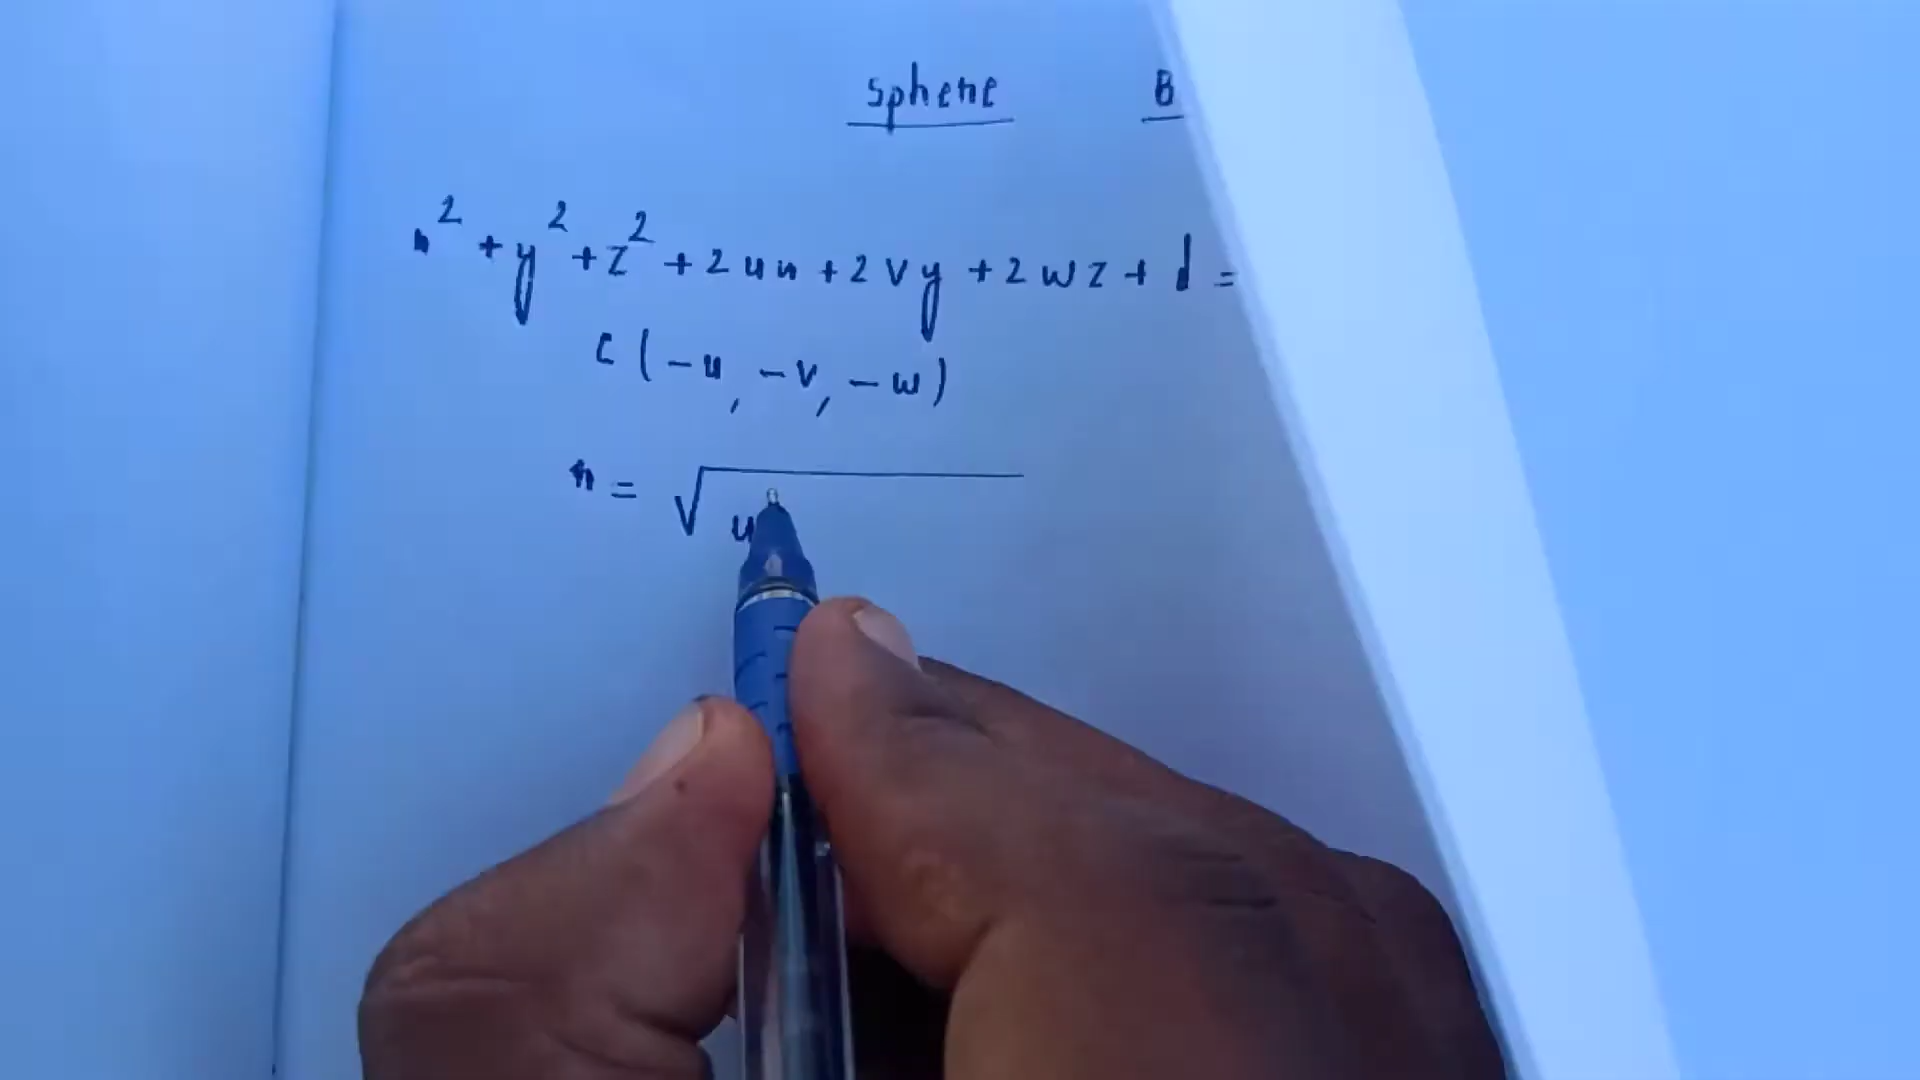 Sphere B
x² + y² + z² + 2ux + 2vy + 2wz + d =
C (-u, -v, -w)
r = √u